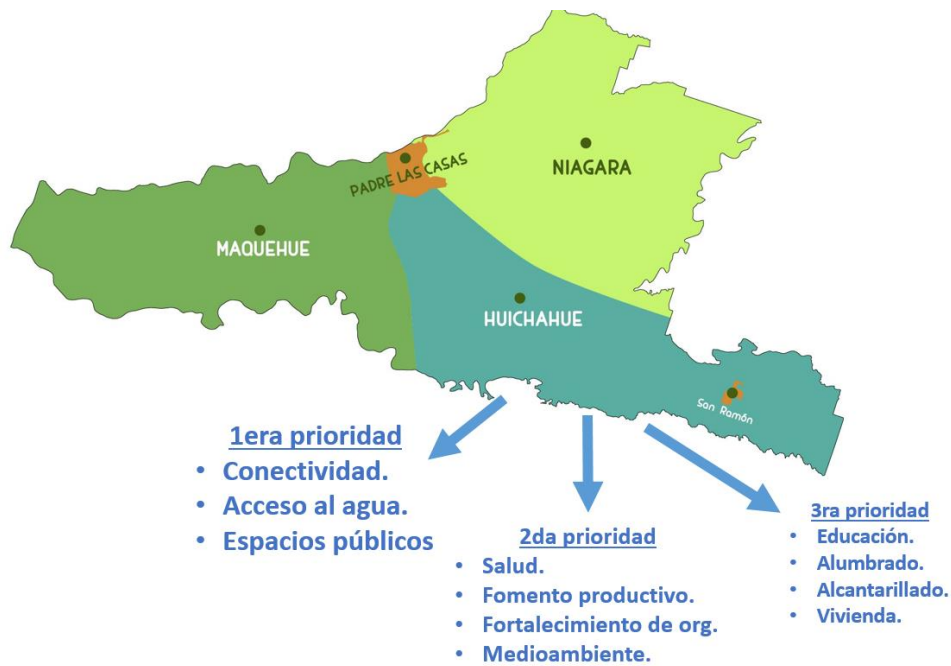 PADRE LAS CASAS
NIAGARA
MAQUEHUE
HUICHAHUE
San Ramón
1era prioridad
• Conectividad.
• Acceso al agua.
• Espacios públicos
2da prioridad
• Salud.
• Fomento productivo.
• Fortalecimiento de org.
• Medioambiente.
3ra prioridad
• Educación.
• Alumbrado.
• Alcantarillado.
• Vivienda.